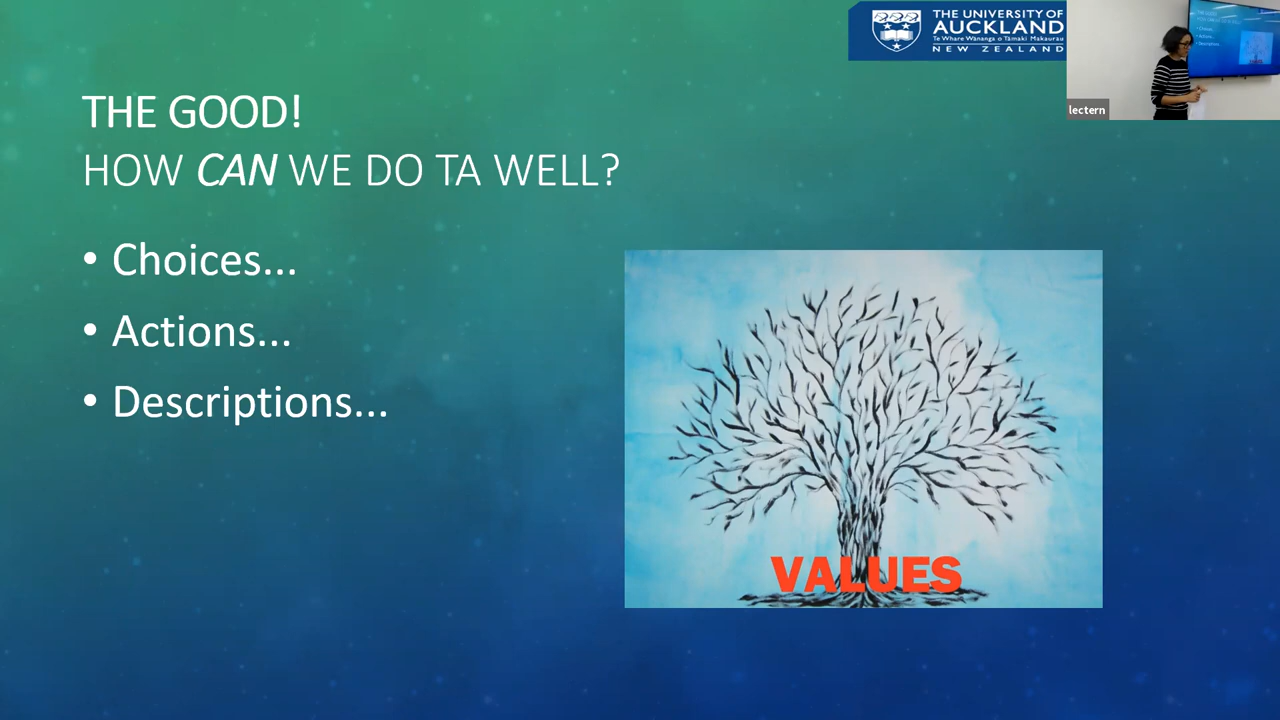 THE UNIVERSITY OF
AUCKLAND
Te Whare Wānanga o Tāmaki Makaurau
NEW ZEALAND
lectern
THE GOOD!
HOW CAN WE DO TA WELL?
• Choices...
• Actions...
• Descriptions...
VALUES